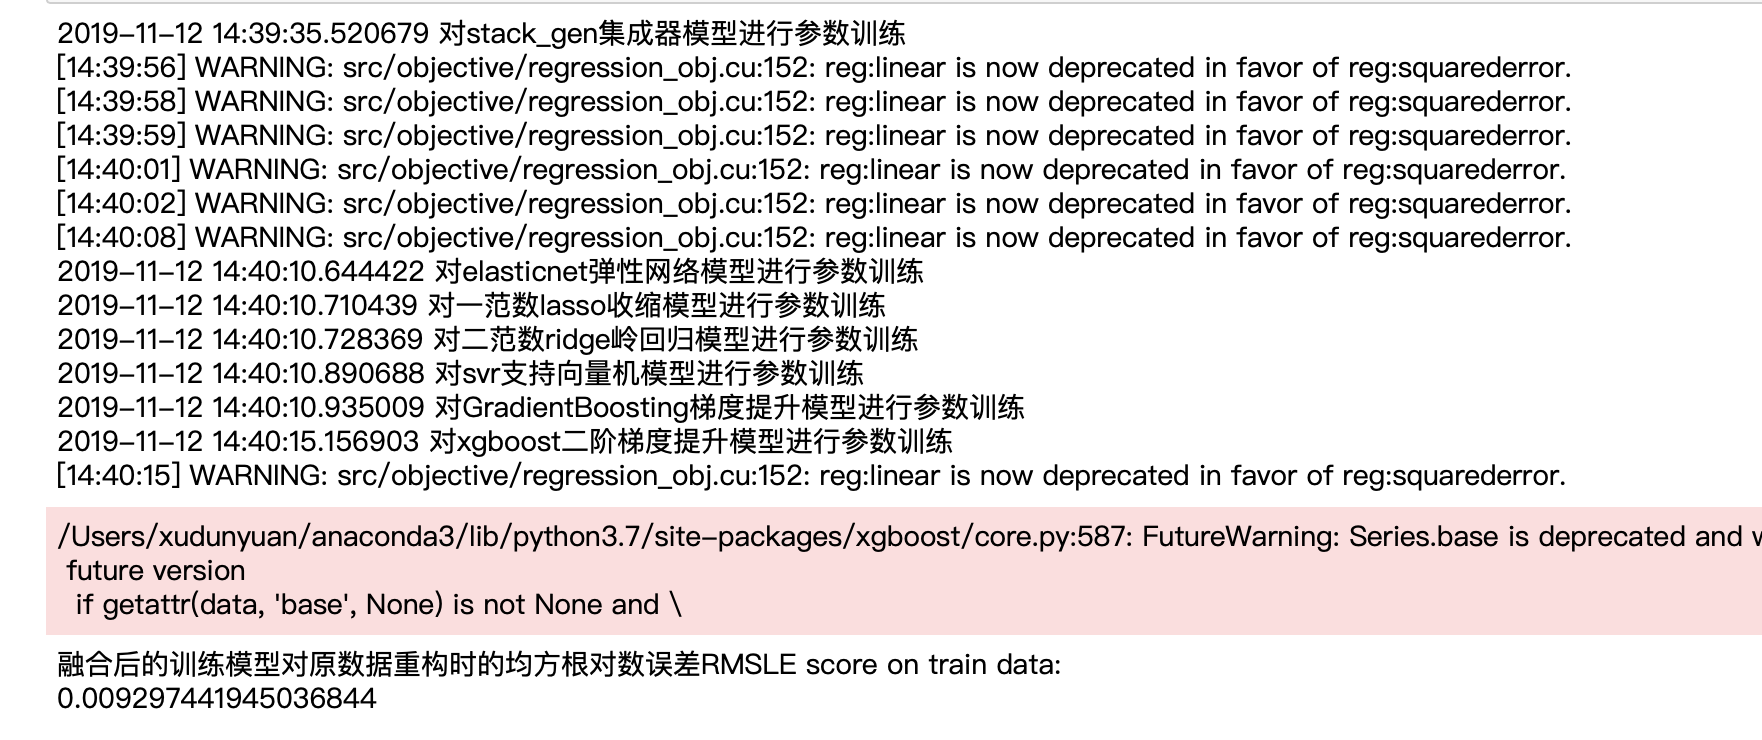 2019-11-12 14:39:35.520679 对stack_gen集成器模型进行参数训练
[14:39:56] WARNING: src/objective/regression_obj.cu:152: reg:linear is now deprecated in favor of reg:squarederror.
[14:39:58] WARNING: src/objective/regression_obj.cu:152: reg:linear is now deprecated in favor of reg:squarederror.
[14:39:59] WARNING: src/objective/regression_obj.cu:152: reg:linear is now deprecated in favor of reg:squarederror.
[14:40:01] WARNING: src/objective/regression_obj.cu:152: reg:linear is now deprecated in favor of reg:squarederror.
[14:40:02] WARNING: src/objective/regression_obj.cu:152: reg:linear is now deprecated in favor of reg:squarederror.
[14:40:08] WARNING: src/objective/regression_obj.cu:152: reg:linear is now deprecated in favor of reg:squarederror.
2019-11-12 14:40:10.644422 对elasticnet弹性网络模型进行参数训练
2019-11-12 14:40:10.710439 对一范数lasso收缩模型进行参数训练
2019-11-12 14:40:10.728369 对二范数ridge岭回归模型进行参数训练
2019-11-12 14:40:10.890688 对svr支持向量机模型进行参数训练
2019-11-12 14:40:10.935009 对GradientBoosting梯度提升模型进行参数训练
2019-11-12 14:40:15.156903 对xgboost二阶梯度提升模型进行参数训练
[14:40:15] WARNING: src/objective/regression_obj.cu:152: reg:linear is now deprecated in favor of reg:squarederror.
/Users/xudunyuan/anaconda3/lib/python3.7/site-packages/xgboost/core.py:587: FutureWarning: Series.base is deprecated and
future version
if getattr(data, 'base', None) is not None and \
融合后的训练模型对原数据重构时的均方根对数误差RMSLE score on train data:
0.009297441945036844